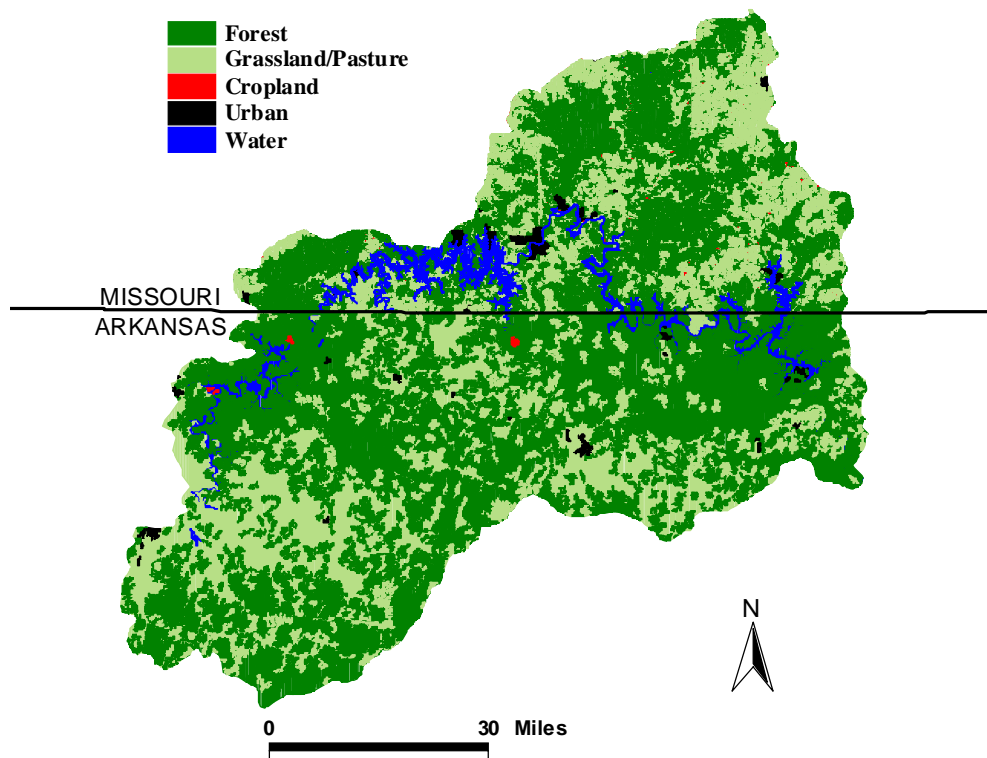 Forest
Grassland/Pasture
Cropland
Urban
Water
MISSOURI
ARKANSAS
N
0 30 Miles